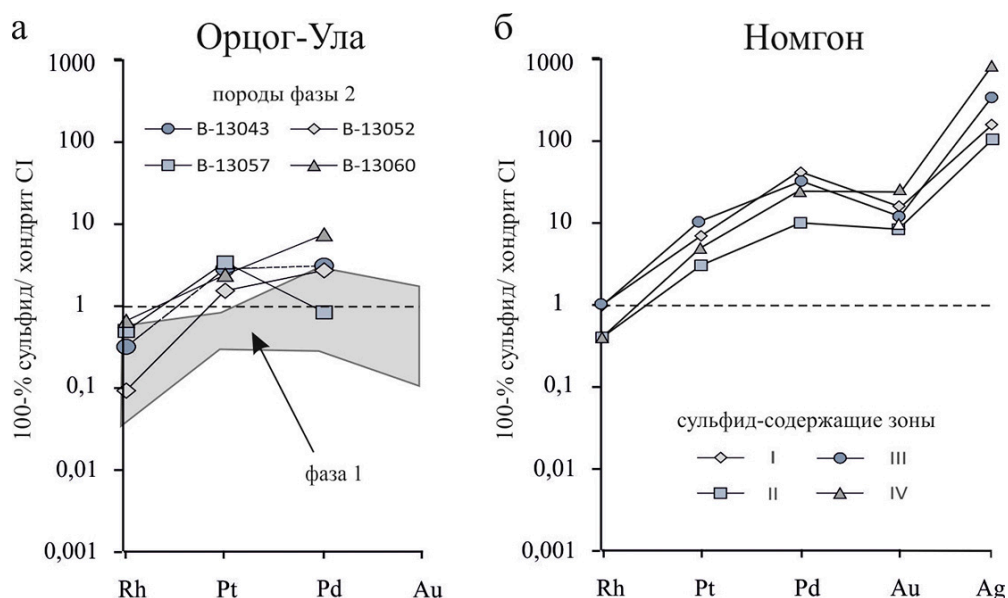 а
Орцог-Ула
100-% сульфид/ хондрит CI
1000
100
10
1
0,1
0,01
0,001
породы фазы 2
В-13043
В-13052
В-13057
В-13060
фаза 1
Rh
Pt
Pd
Au
б
Номгон
100-% сульфид/ хондрит CI
1000
100
10
1
0,1
0,01
0,001
сульфид-содержащие зоны
I
III
II
IV
Rh
Pt
Pd
Au
Ag